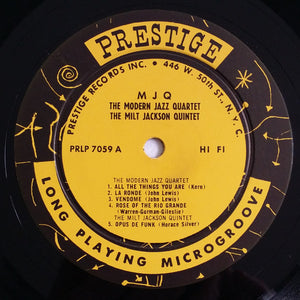 PRESTIGE
PRESTIGE RECORDS INC. • 446 W. 50th ST., N.Y.C.
M J Q
THE MODERN JAZZ QUARTET
THE MILT JACKSON QUINTET
PRLP 7059 A HI FI
THE MODERN JAZZ QUARTET
1. ALL THE THINGS YOU ARE (Kern)
2. LA RONDE (John Lewis)
3. VENDOME (John Lewis)
4. ROSE OF THE RIO GRANDE
(Warren-Gorman-Gilestie)
THE MILT JACKSON QUINTET
5. OPUS DE FUNK (Horace Silver)
LONG PLAYING MICROGROOVE